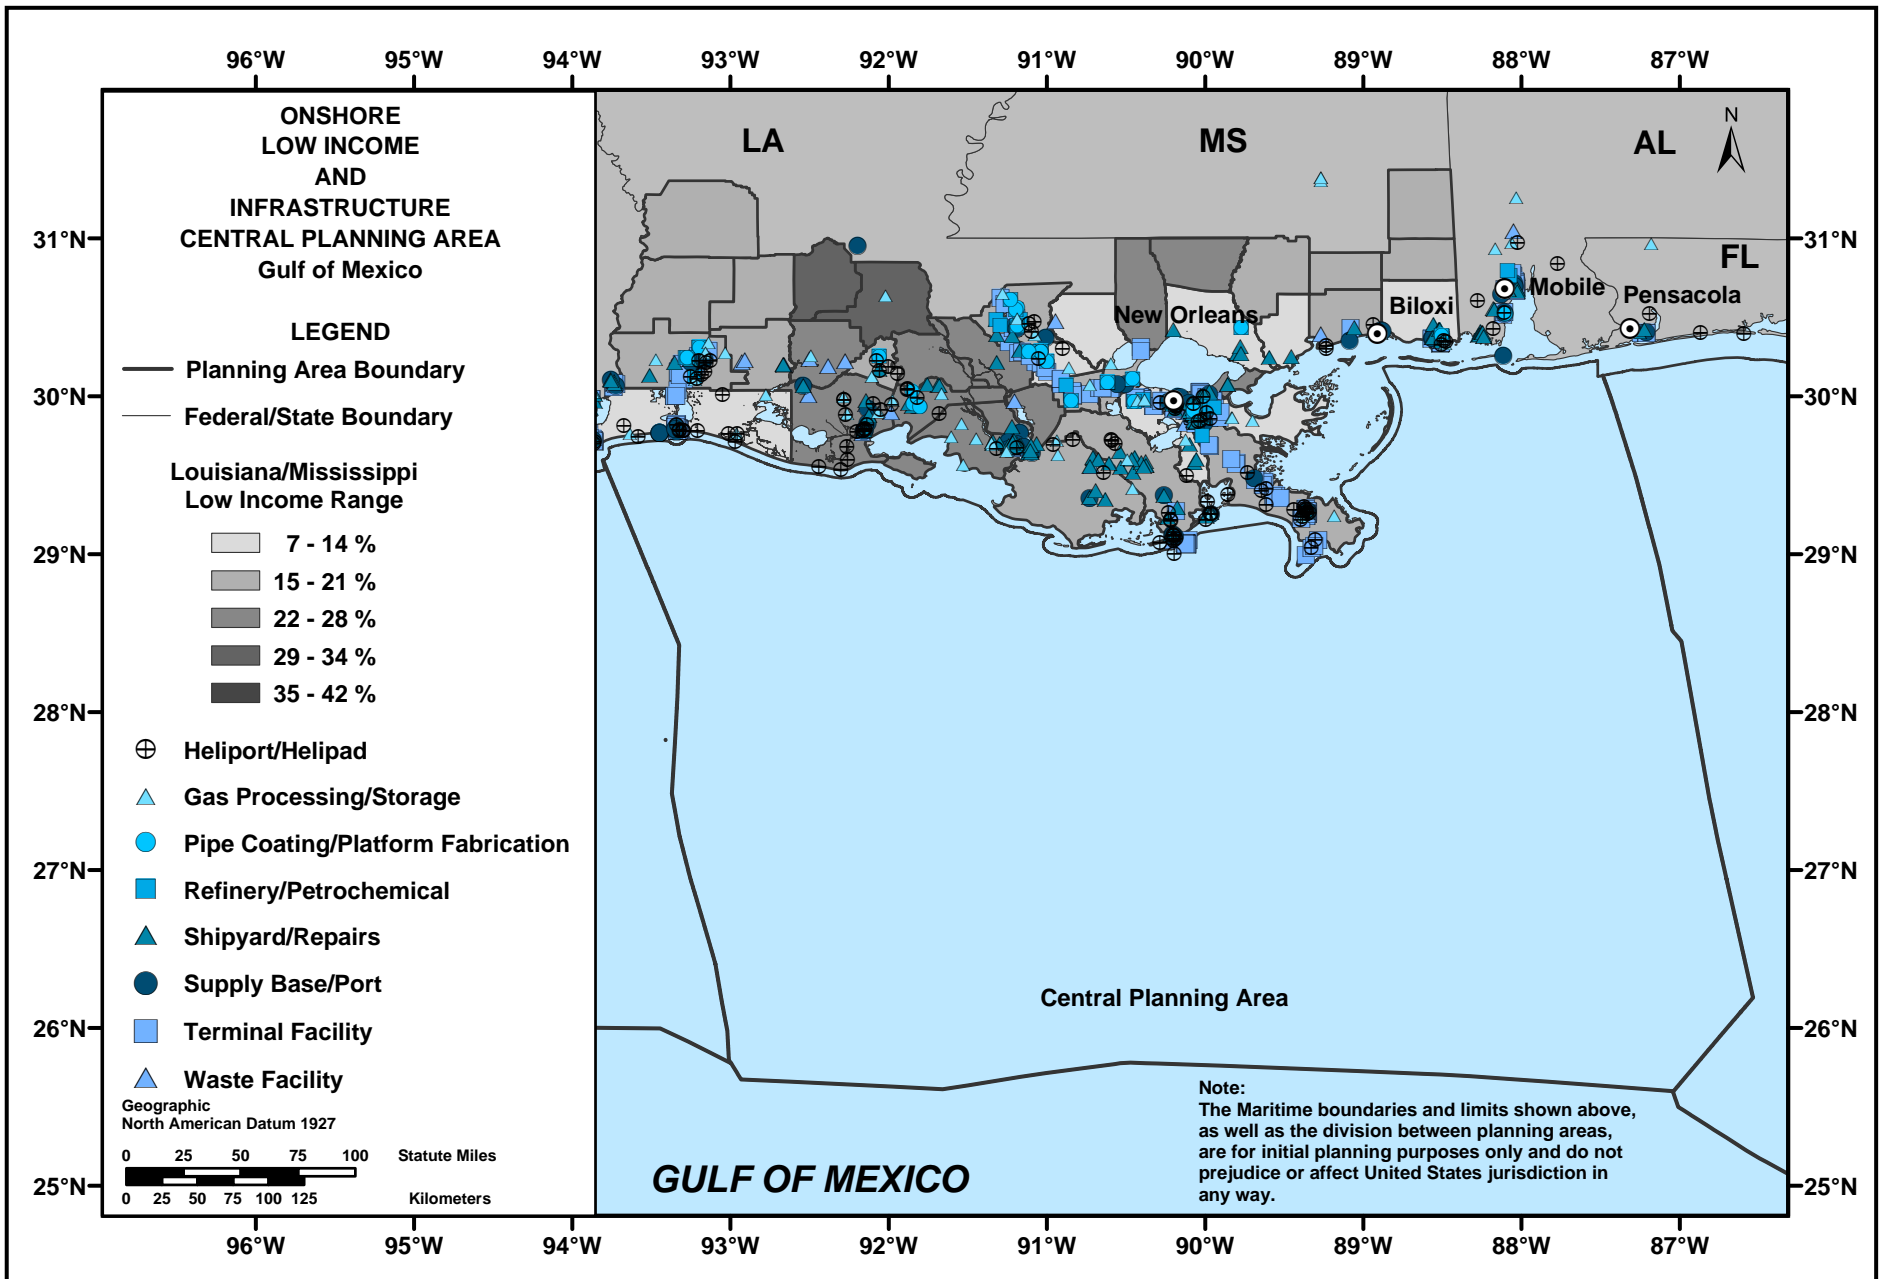 96°W 95°W 94°W 93°W 92°W 91°W 90°W 89°W 88°W 87°W
ONSHORE
LOW INCOME
AND
INFRASTRUCTURE
CENTRAL PLANNING AREA
Gulf of Mexico
LEGEND
Planning Area Boundary
Federal/State Boundary
Louisiana/Mississippi
Low Income Range
7 - 14 %
15 - 21 %
22 - 28 %
29 - 34 %
35 - 42 %
Heliport/Helipad
Gas Processing/Storage
Pipe Coating/Platform Fabrication
Refinery/Petrochemical
Shipyard/Repairs
Supply Base/Port
Terminal Facility
Waste Facility
Geographic
North American Datum 1927
0 25 50 75 100 Statute Miles
0 25 50 75 100 125 Kilometers
31°N
30°N
29°N
28°N
27°N
26°N
25°N
LA
MS
AL
N
FL
New Orleans
Biloxi
Mobile
Pensacola
Central Planning Area
GULF OF MEXICO
Note:
The Maritime boundaries and limits shown above,
as well as the division between planning areas,
are for initial planning purposes only and do not
prejudice or affect United States jurisdiction in
any way.
31°N
30°N
29°N
28°N
27°N
26°N
25°N
96°W 95°W 94°W 93°W 92°W 91°W 90°W 89°W 88°W 87°W